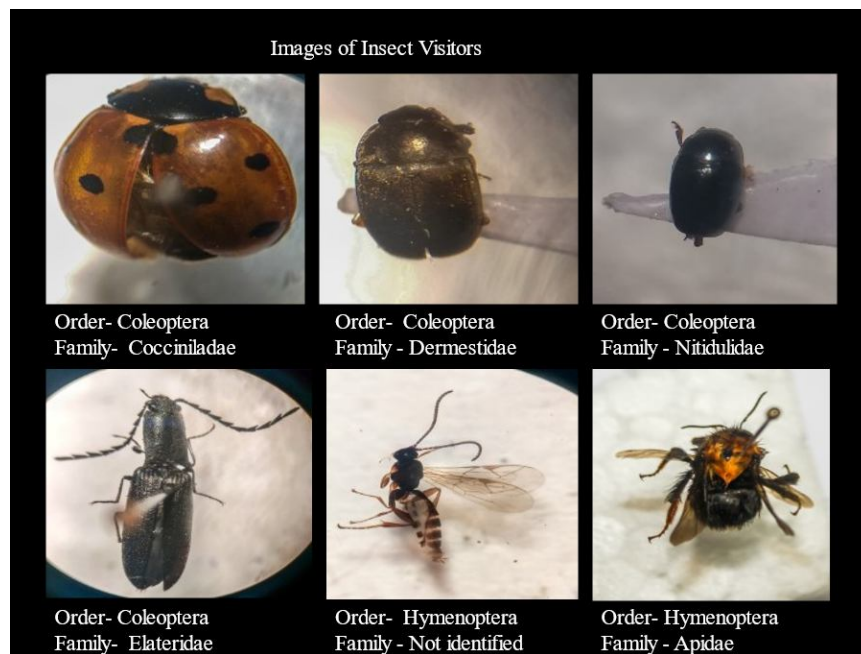 Images of Insect Visitors
Order- Coleoptera
Family- Cocciniladae
Order- Coleoptera
Family - Dermestidae
Order- Coleoptera
Family - Nitidulidae
Order- Coleoptera
Family- Elateridae
Order- Hymenoptera
Family - Not identified
Order- Hymenoptera
Family - Apidae